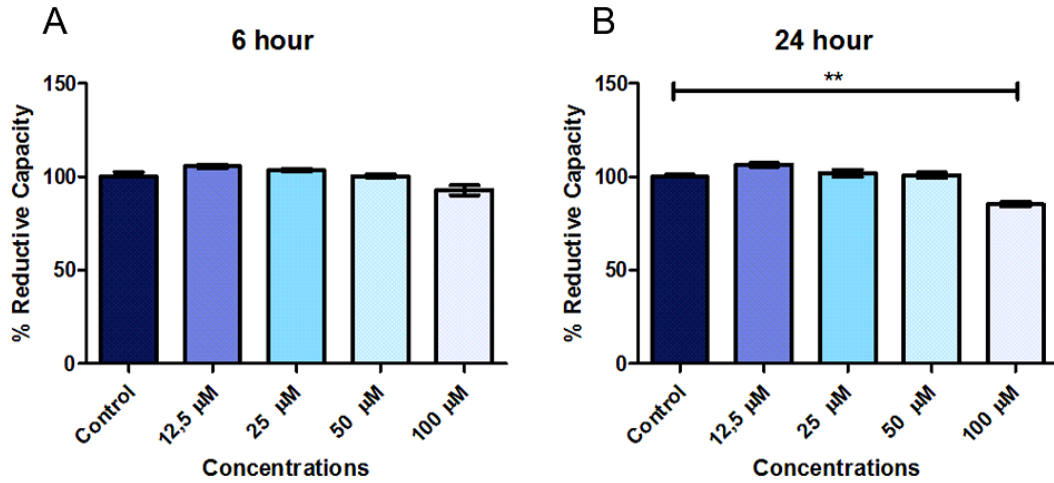 A
6 hour
% Reductive Capacity
150
100
50
0
Control
12,5 µM
25 µM
50 µM
100 µM
Concentrations
B
24 hour
**
% Reductive Capacity
150
100
50
0
Control
12,5 µM
25 µM
50 µM
100 µM
Concentrations